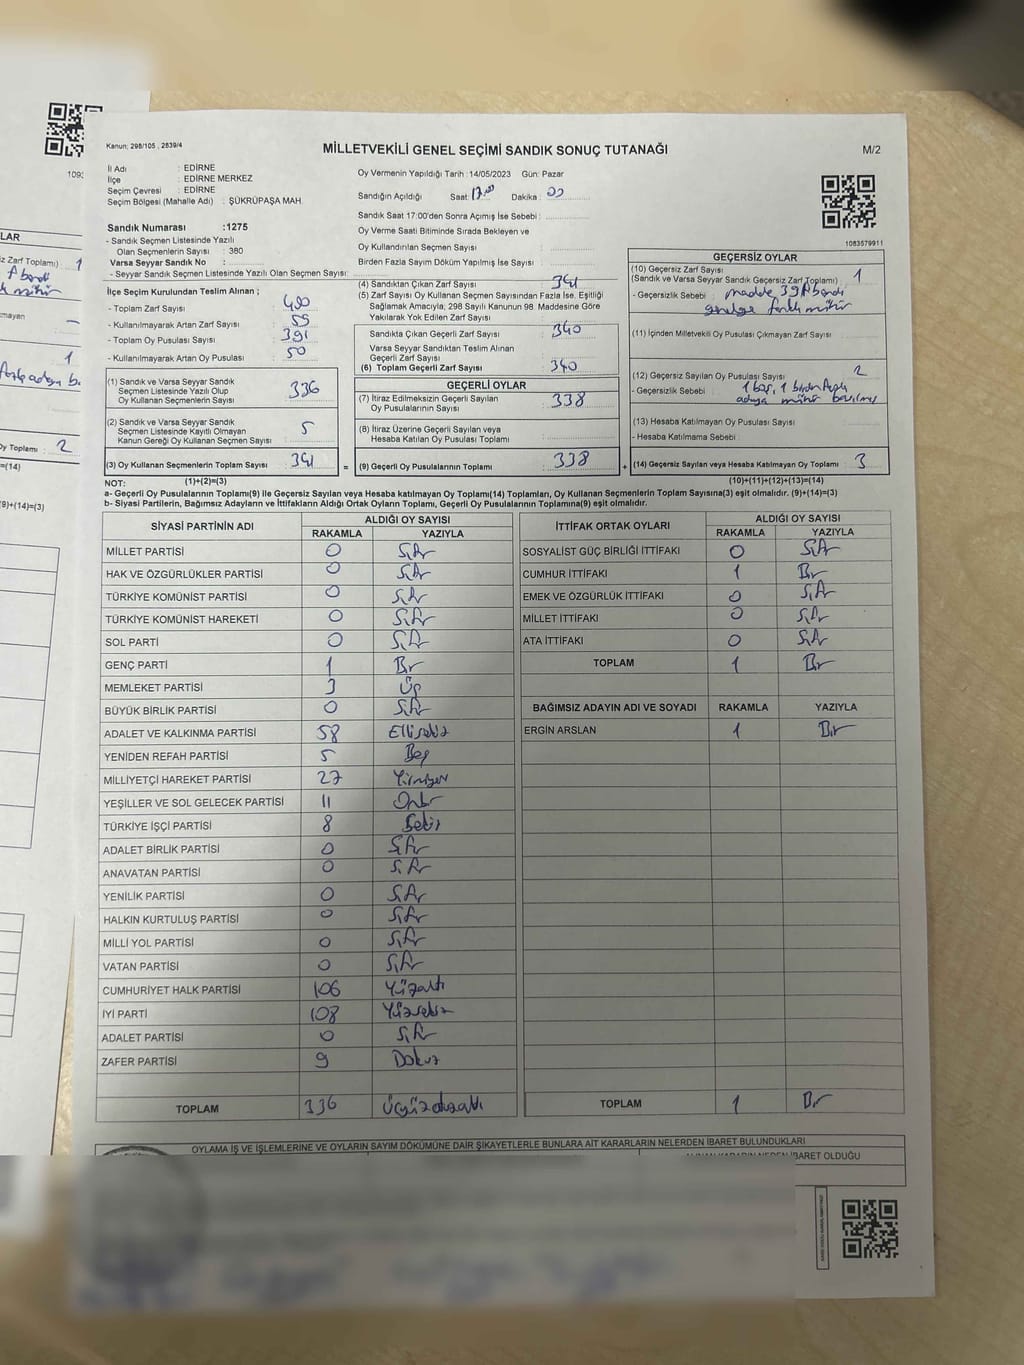 Kanun: 298/105 , 2839/4
MİLLETVEKİLİ GENEL SEÇİMİ SANDIK SONUÇ TUTANAĞI
M/2
İl Adı : EDİRNE
İlçe : EDİRNE MERKEZ
Seçim Çevresi : EDİRNE
Seçim Bölgesi (Mahalle Adı) : ŞÜKRÜPAŞA MAH.
Sandık Numarası :1275
- Sandık Seçmen Listesinde Yazılı
Olan Seçmenlerin Sayısı : 380
Varsa Seyyar Sandık No :
- Seyyar Sandık Seçmen Listesinde Yazılı Olan Seçmen Sayısı:
Oy Vermenin Yapıldığı Tarih :14/05/2023 Gün: Pazar
Sandığın Açıldığı Saat: 17.00 Dakika : 00
Sandık Saat 17:00'den Sonra Açılmış İse Sebebi :
Oy Verme Saati Bitiminde Sırada Bekleyen ve
Oy Kullandırılan Seçmen Sayısı :
Birden Fazla Sayım Döküm Yapılmış İse Sayısı :
1083579911
İlçe Seçim Kurulundan Teslim Alınan ;
- Toplam Zarf Sayısı : 400
- Kullanılmayarak Artan Zarf Sayısı : 59
- Toplam Oy Pusulası Sayısı : 391
- Kullanılmayarak Artan Oy Pusulası : 50
(1) Sandık ve Varsa Seyyar Sandık
Seçmen Listesinde Yazılı Olup
Oy Kullanan Seçmenlerin Sayısı : 336
(2) Sandık ve Varsa Seyyar Sandık
Seçmen Listesinde Kayıtlı Olmayan
Kanun Gereği Oy Kullanan Seçmen Sayısı : 5
(3) Oy Kullanan Seçmenlerin Toplam Sayısı : 341
(4) Sandıktan Çıkan Zarf Sayısı : 341
(5) Zarf Sayısı Oy Kullanan Seçmen Sayısından Fazla İse, Eşitliği
Sağlamak Amacıyla, 298 Sayılı Kanunun 98. Maddesine Göre
Yakılarak Yok Edilen Zarf Sayısı :
Sandıkta Çıkan Geçerli Zarf Sayısı : 340
Varsa Seyyar Sandıktan Teslim Alınan
Geçerli Zarf Sayısı :
(6) Toplam Geçerli Zarf Sayısı : 340
GEÇERLİ OYLAR
(7) İtiraz Edilmeksizin Geçerli Sayılan
Oy Pusulalarının Sayısı : 338
(8) İtiraz Üzerine Geçerli Sayılan veya
Hesaba Katılan Oy Pusulası Toplamı :
= (9) Geçerli Oy Pusulalarının Toplamı : 338
GEÇERSİZ OYLAR
(10) Geçersiz Zarf Sayısı
(Sandık ve Varsa Seyyar Sandık Geçersiz Zarf Toplamı) : 1
- Geçersizlik Sebebi : madde 39 f bendi
farklı mühür
(11) İçinden Milletvekili Oy Pusulası Çıkmayan Zarf Sayısı :
(12) Geçersiz Sayılan Oy Pusulası Sayısı : 2
- Geçersizlik Sebebi : 1 boş, 1 birden fazla
adaya mühür basılmış
(13) Hesaba Katılmayan Oy Pusulası Sayısı :
- Hesaba Katılmama Sebebi :
+ (14) Geçersiz Sayılan veya Hesaba Katılmayan Oy Toplamı : 3
NOT: (1)+(2)=(3) (10)+(11)+(12)+(13)=(14)
a- Geçerli Oy Pusulalarının Toplamı(9) ile Geçersiz Sayılan veya Hesaba katılmayan Oy Toplamı(14) Toplamları, Oy Kullanan Seçmenlerin Toplam Sayısına(3) eşit olmalıdır. (9)+(14)=(3)
b- Siyasi Partilerin, Bağımsız Adayların ve İttifakların Aldığı Ortak Oyların Toplamı, Geçerli Oy Pusulalarının Toplamına(9) eşit olmalıdır.
SİYASİ PARTİNİN ADI ALDIĞI OY SAYISI
RAKAMLA YAZIYLA
MİLLET PARTİSİ 0 Sıfır
HAK VE ÖZGÜRLÜKLER PARTİSİ 0 Sıfır
TÜRKİYE KOMÜNİST PARTİSİ 0 Sıfır
TÜRKİYE KOMÜNİST HAREKETİ 0 Sıfır
SOL PARTİ 0 Sıfır
GENÇ PARTİ 1 Bir
MEMLEKET PARTİSİ 3 Üç
BÜYÜK BİRLİK PARTİSİ 0 Sıfır
ADALET VE KALKINMA PARTİSİ 58 Ellisekiz
YENİDEN REFAH PARTİSİ 5 Beş
MİLLİYETÇİ HAREKET PARTİSİ 27 Yirmiyedi
YEŞİLLER VE SOL GELECEK PARTİSİ 11 Onbir
TÜRKİYE İŞÇİ PARTİSİ 8 Sekiz
ADALET BİRLİK PARTİSİ 0 Sıfır
ANAVATAN PARTİSİ 0 Sıfır
YENİLİK PARTİSİ 0 Sıfır
HALKIN KURTULUŞ PARTİSİ 0 Sıfır
MİLLİ YOL PARTİSİ 0 Sıfır
VATAN PARTİSİ 0 Sıfır
CUMHURİYET HALK PARTİSİ 106 Yüzaltı
İYİ PARTİ 108 Yüzsekiz
ADALET PARTİSİ 0 Sıfır
ZAFER PARTİSİ 9 Dokuz
TOPLAM 336 Üçyüzotuzaltı
İTTİFAK ORTAK OYLARI ALDIĞI OY SAYISI
RAKAMLA YAZIYLA
SOSYALİST GÜÇ BİRLİĞİ İTTİFAKI 0 Sıfır
CUMHUR İTTİFAKI 1 Bir
EMEK VE ÖZGÜRLÜK İTTİFAKI 0 Sıfır
MİLLET İTTİFAKI 0 Sıfır
ATA İTTİFAKI 0 Sıfır
TOPLAM 1 Bir
BAĞIMSIZ ADAYIN ADI VE SOYADI RAKAMLA YAZIYLA
ERGİN ARSLAN 1 Bir
TOPLAM 1 Bir
OYLAMA İŞ VE İŞLEMLERİNE VE OYLARIN SAYIM DÖKÜMÜNE DAİR ŞİKAYETLERLE BUNLARA AİT KARARLARIN NELERDEN İBARET BULUNDUKLARI
İBARET OLDUĞU